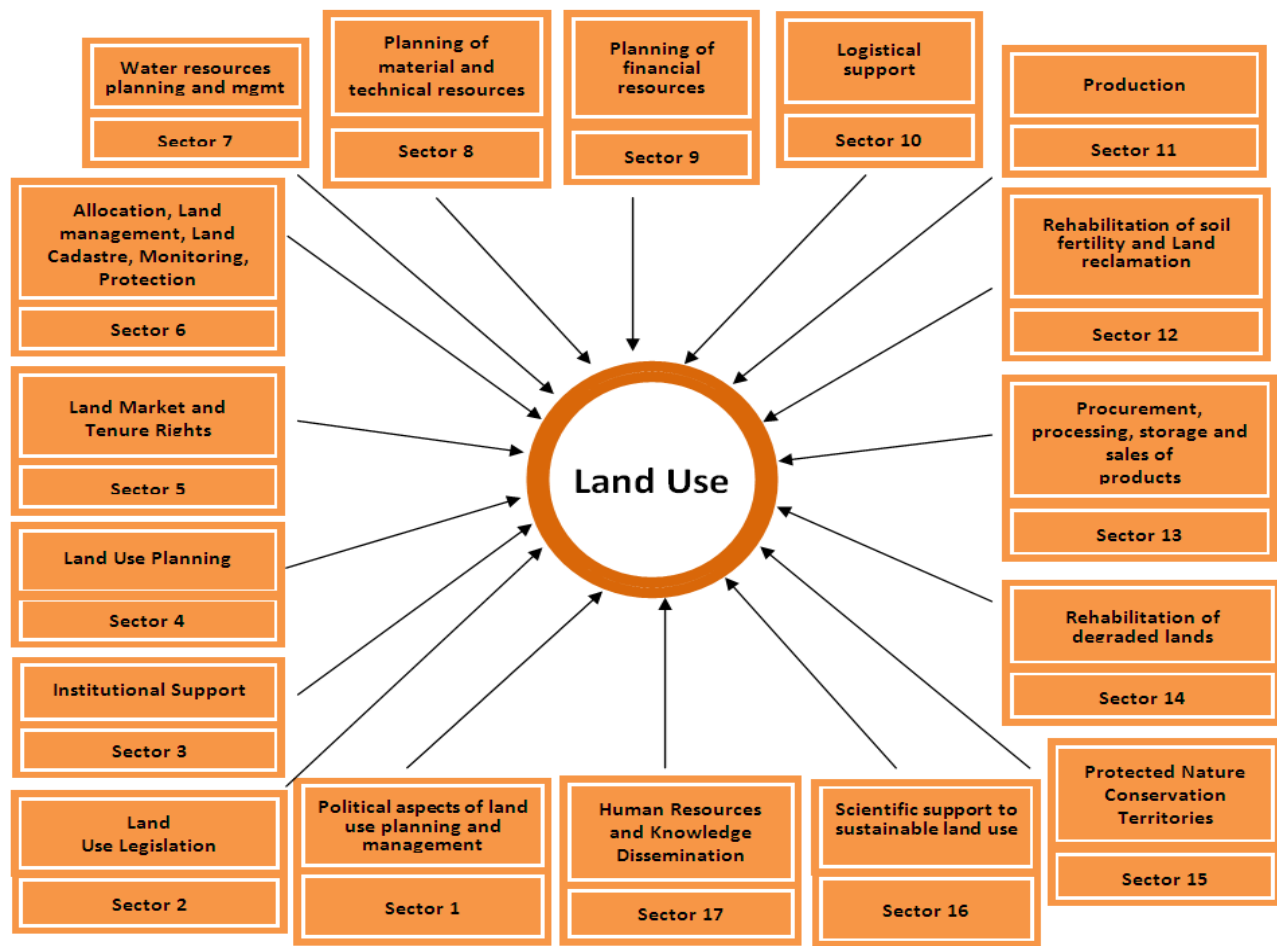 Water resources
planning and mgmt
Sector 7
Planning of
material and
technical resources
Sector 8
Planning of
financial
resources
Sector 9
Logistical
support
Sector 10
Production
Sector 11
Allocation, Land
management, Land
Cadastre, Monitoring,
Protection
Sector 6
Rehabilitation of soil
fertility and Land
reclamation
Sector 12
Land Market and
Tenure Rights
Sector 5
Land Use
Procurement,
processing, storage and
sales of
products
Sector 13
Land Use Planning
Sector 4
Rehabilitation of
degraded lands
Sector 14
Institutional Support
Sector 3
Land
Use Legislation
Sector 2
Political aspects of land
use planning and
management
Sector 1
Human Resources
and Knowledge
Dissemination
Sector 17
Scientific support to
sustainable land use
Sector 16
Protected Nature
Conservation
Territories
Sector 15